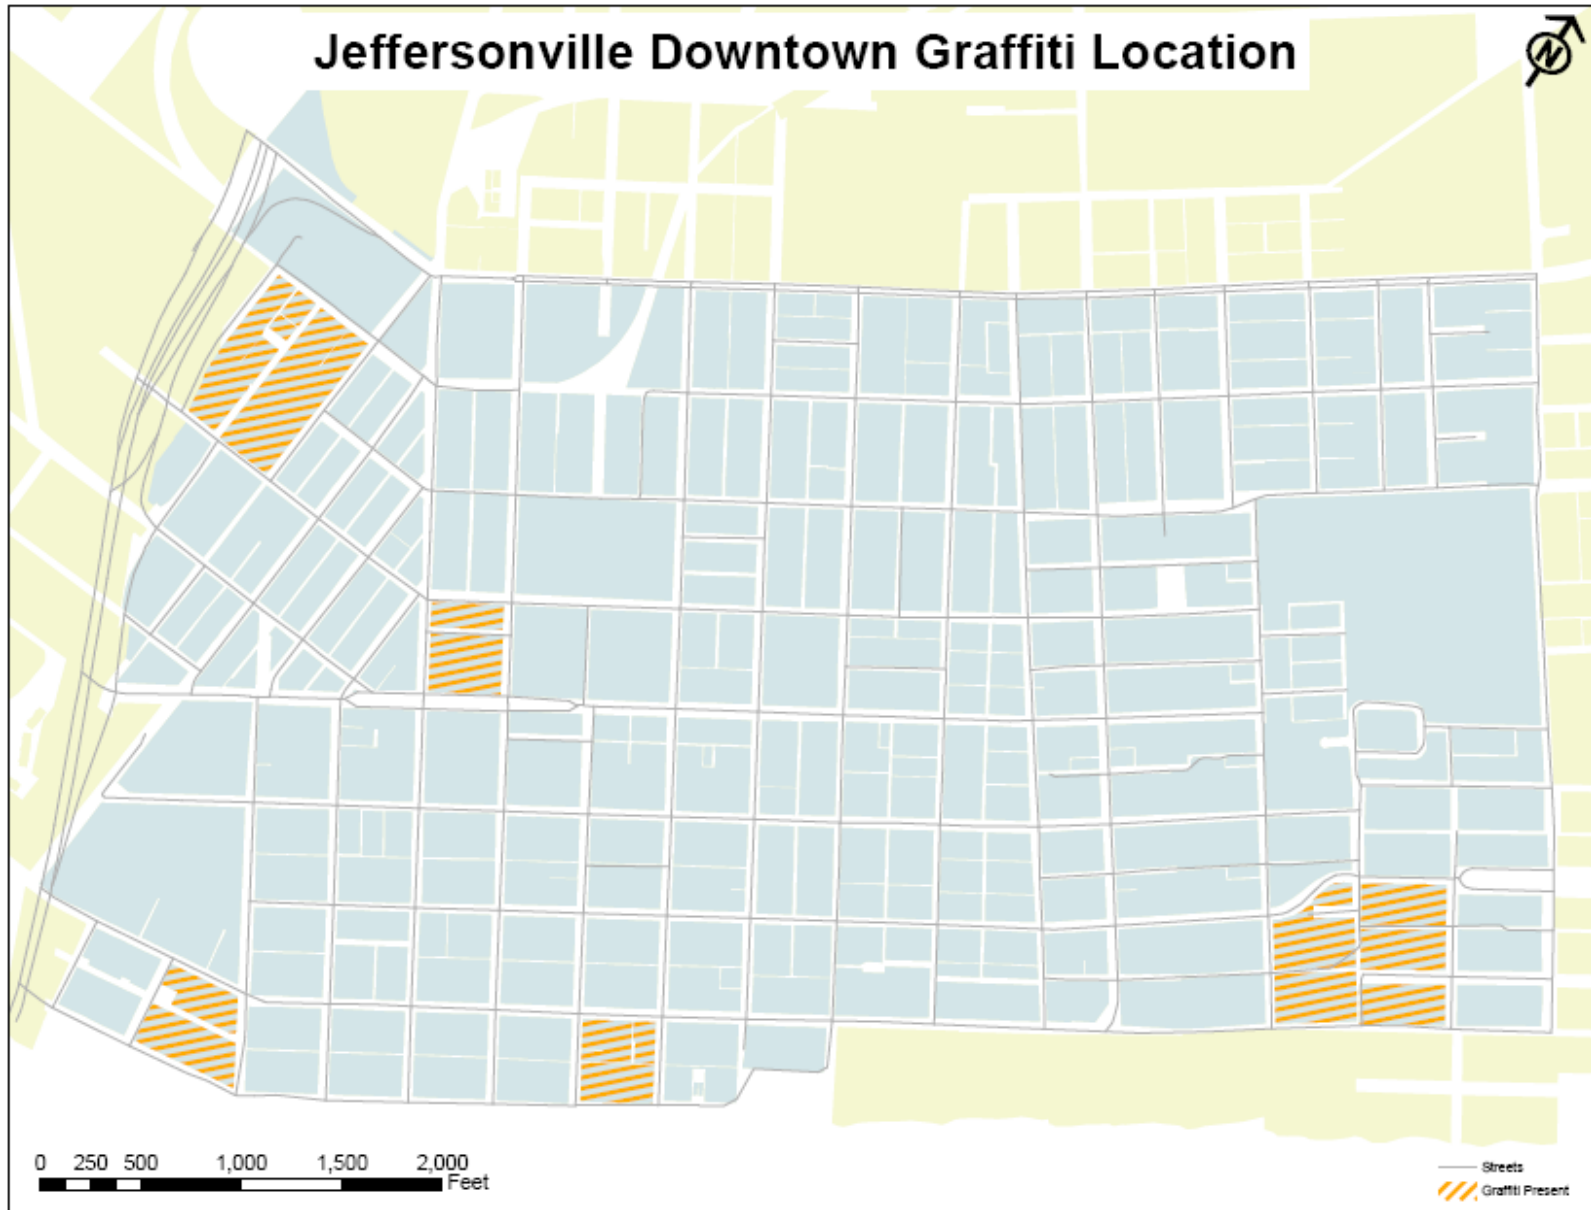 Jeffersonville Downtown Graffiti Location
N
0 250 500 1,000 1,500 2,000
Feet
Streets
Graffiti Present